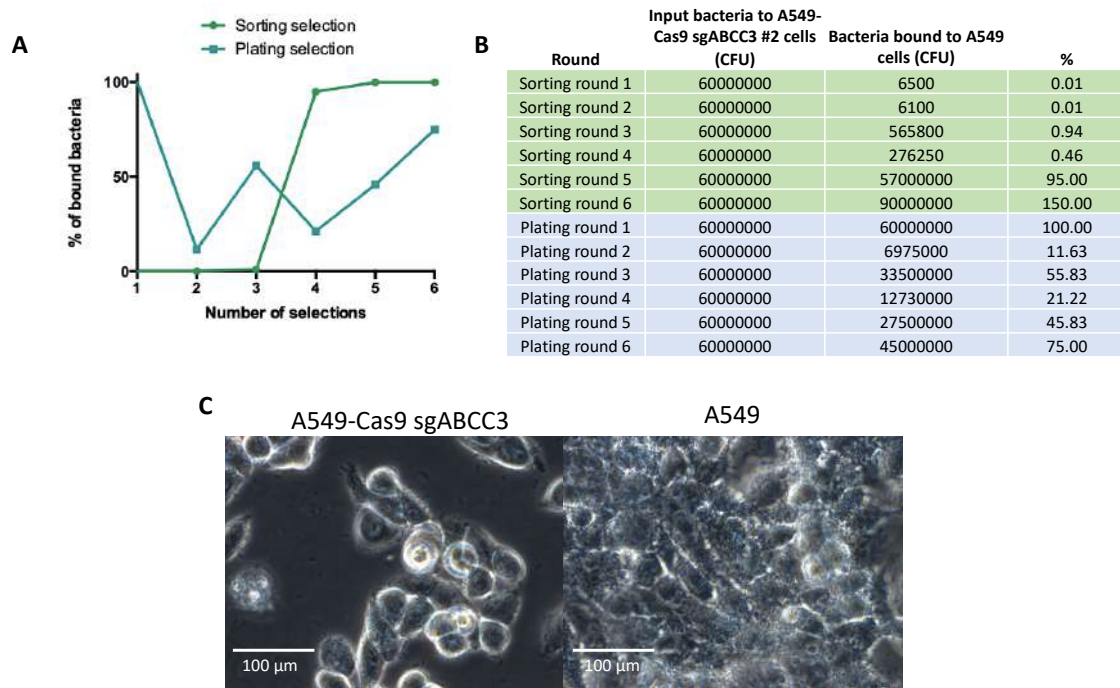 A
Sorting selection
Plating selection
100
50
0
% of bound bacteria
1 2 3 4 5 6
Number of selections
B
Round | Input bacteria to A549-Cas9 sgABCC3 #2 cells (CFU) | Bacteria bound to A549 cells (CFU) | %
Sorting round 1 60000000 6500 0.01
Sorting round 2 60000000 6100 0.01
Sorting round 3 60000000 565800 0.94
Sorting round 4 60000000 276250 0.46
Sorting round 5 60000000 57000000 95.00
Sorting round 6 60000000 90000000 150.00
Plating round 1 60000000 60000000 100.00
Plating round 2 60000000 6975000 11.63
Plating round 3 60000000 33500000 55.83
Plating round 4 60000000 12730000 21.22
Plating round 5 60000000 27500000 45.83
Plating round 6 60000000 45000000 75.00
C
A549-Cas9 sgABCC3
A549
100 µm
100 µm